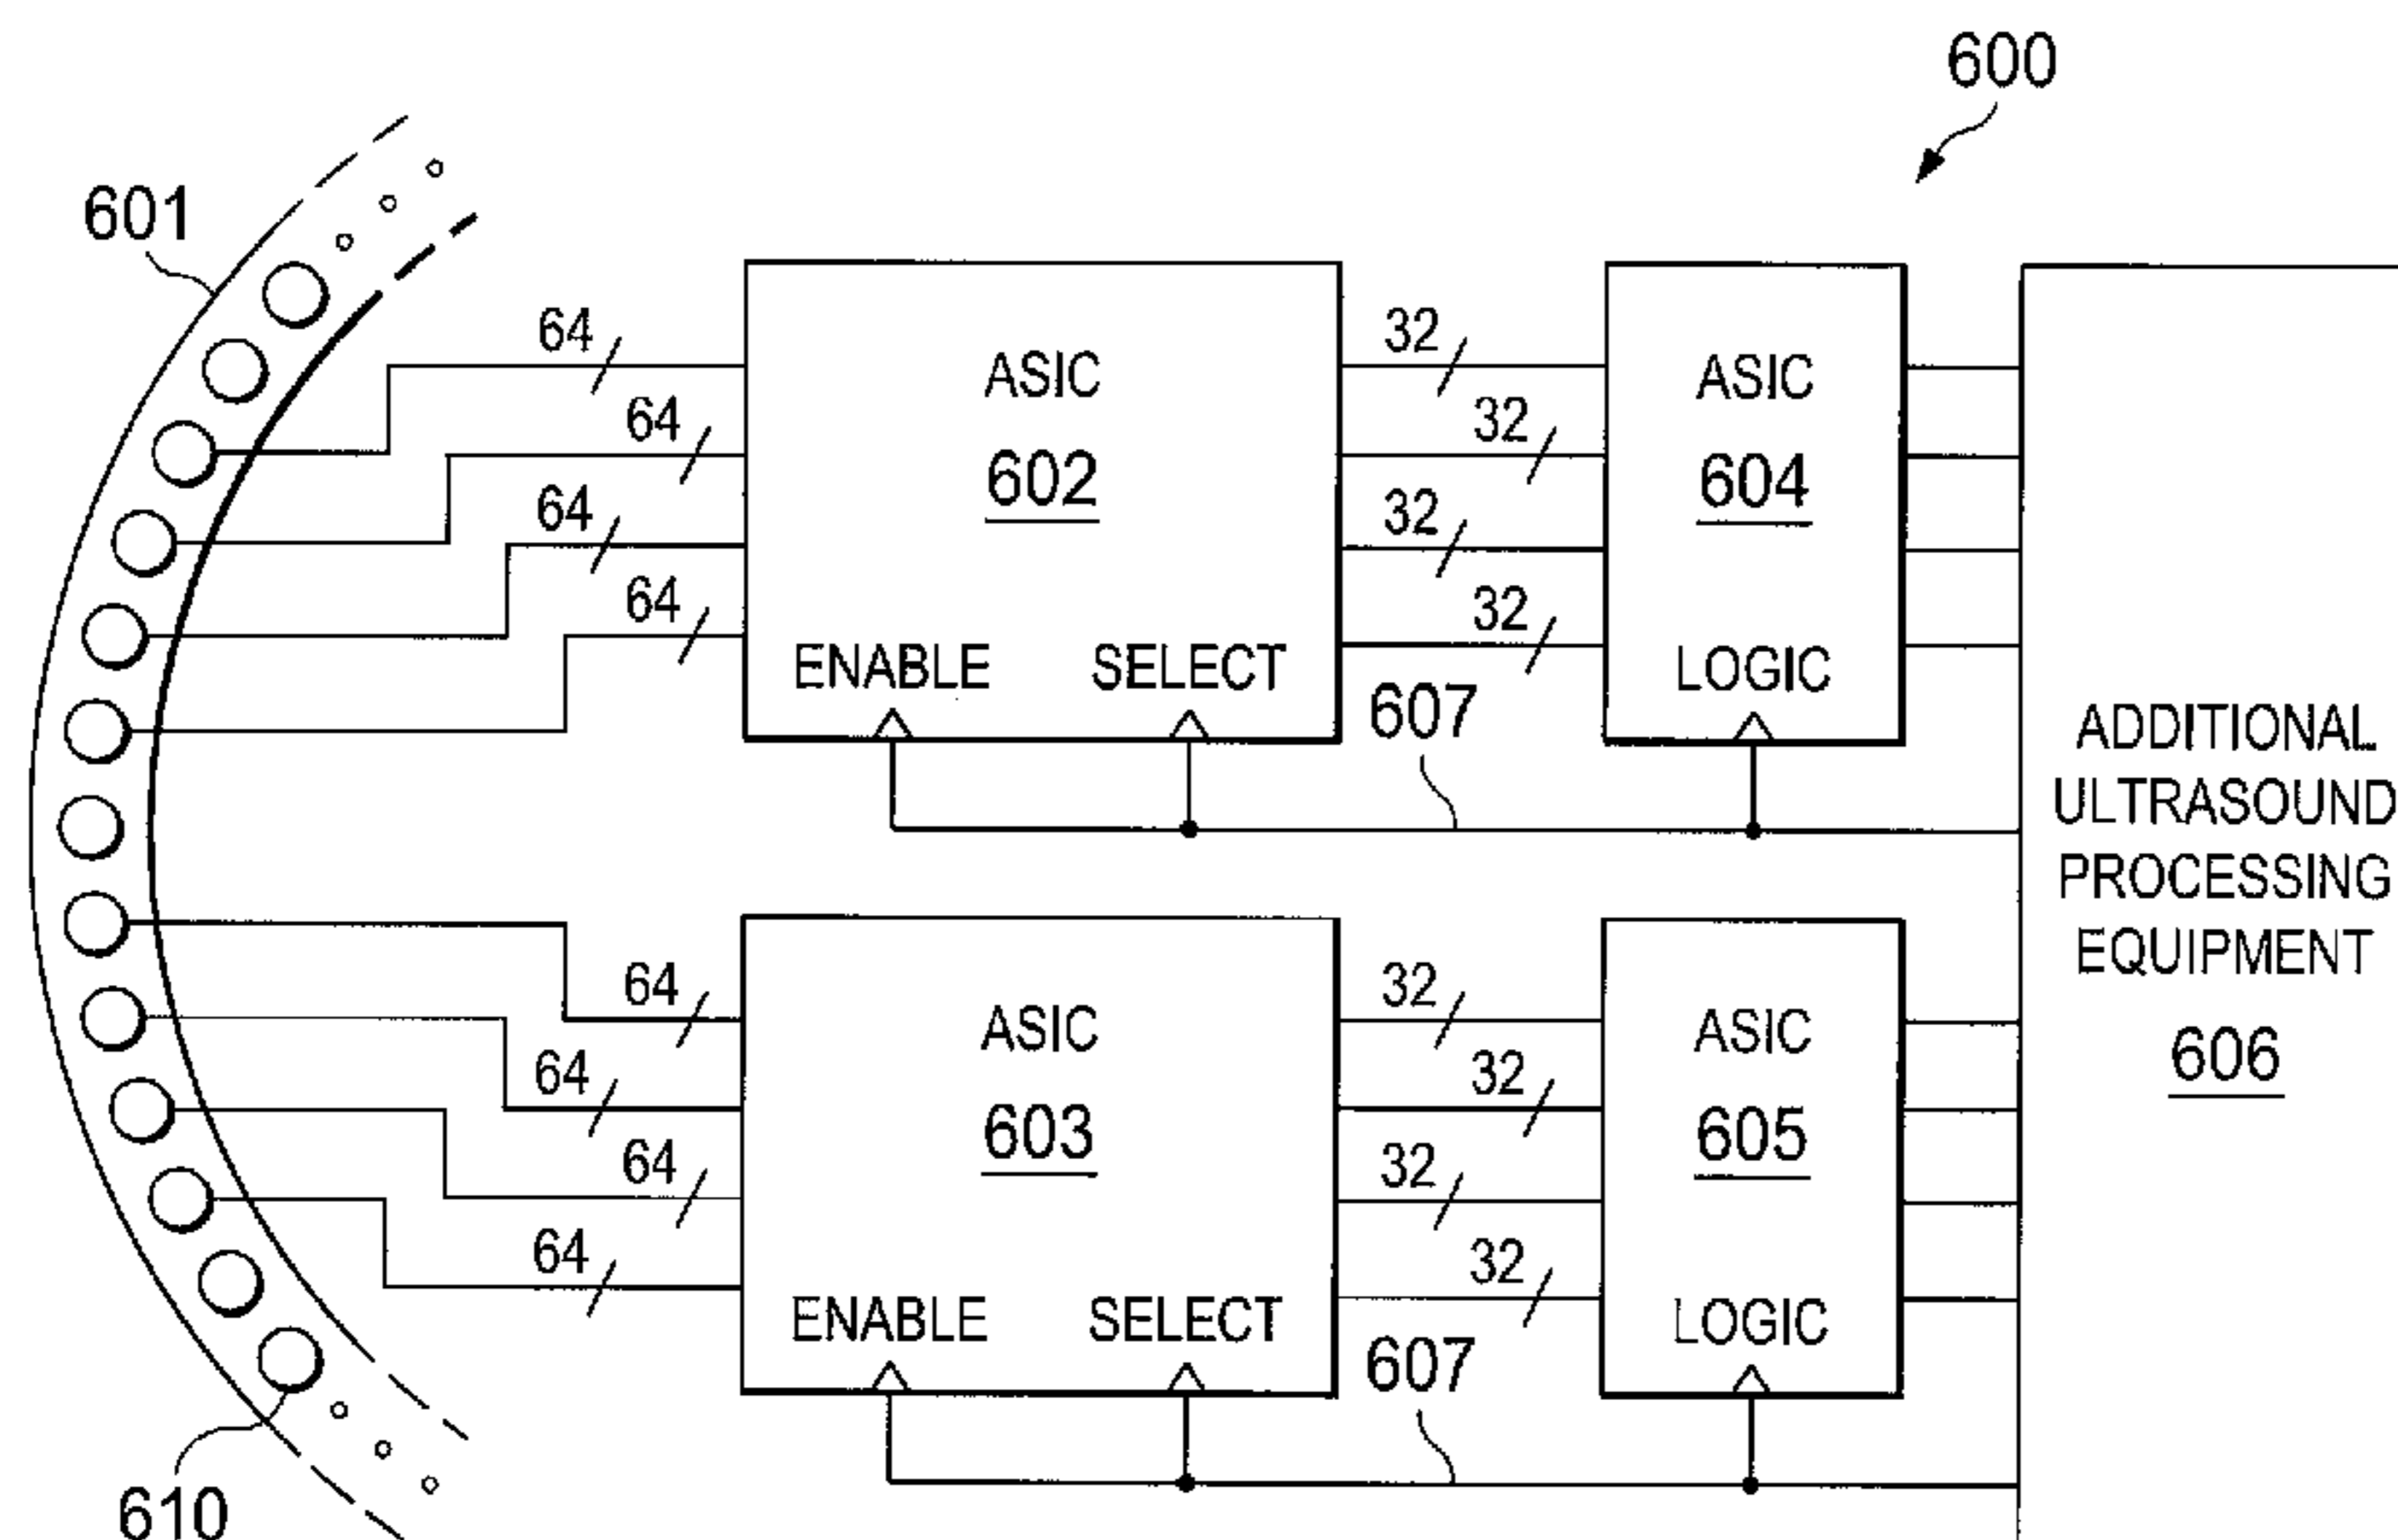 600
601
64
64
64
64
ASIC
602
ENABLE SELECT
32
32
32
32
607
ASIC
604
LOGIC
ADDITIONAL
ULTRASOUND
PROCESSING
EQUIPMENT
606
64
64
64
64
ASIC
603
ENABLE SELECT
32
32
32
32
607
ASIC
605
LOGIC
610